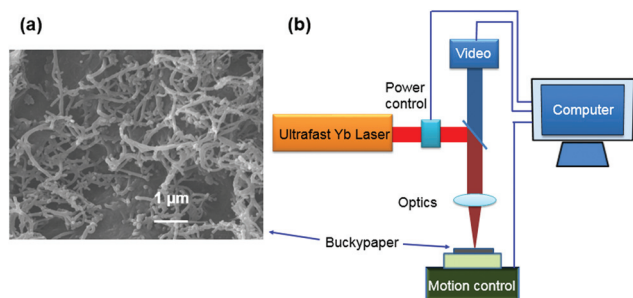 (a)
1 μm
(b)
Video
Power
control
Ultrafast Yb Laser
Computer
Optics
Buckypaper
Motion control